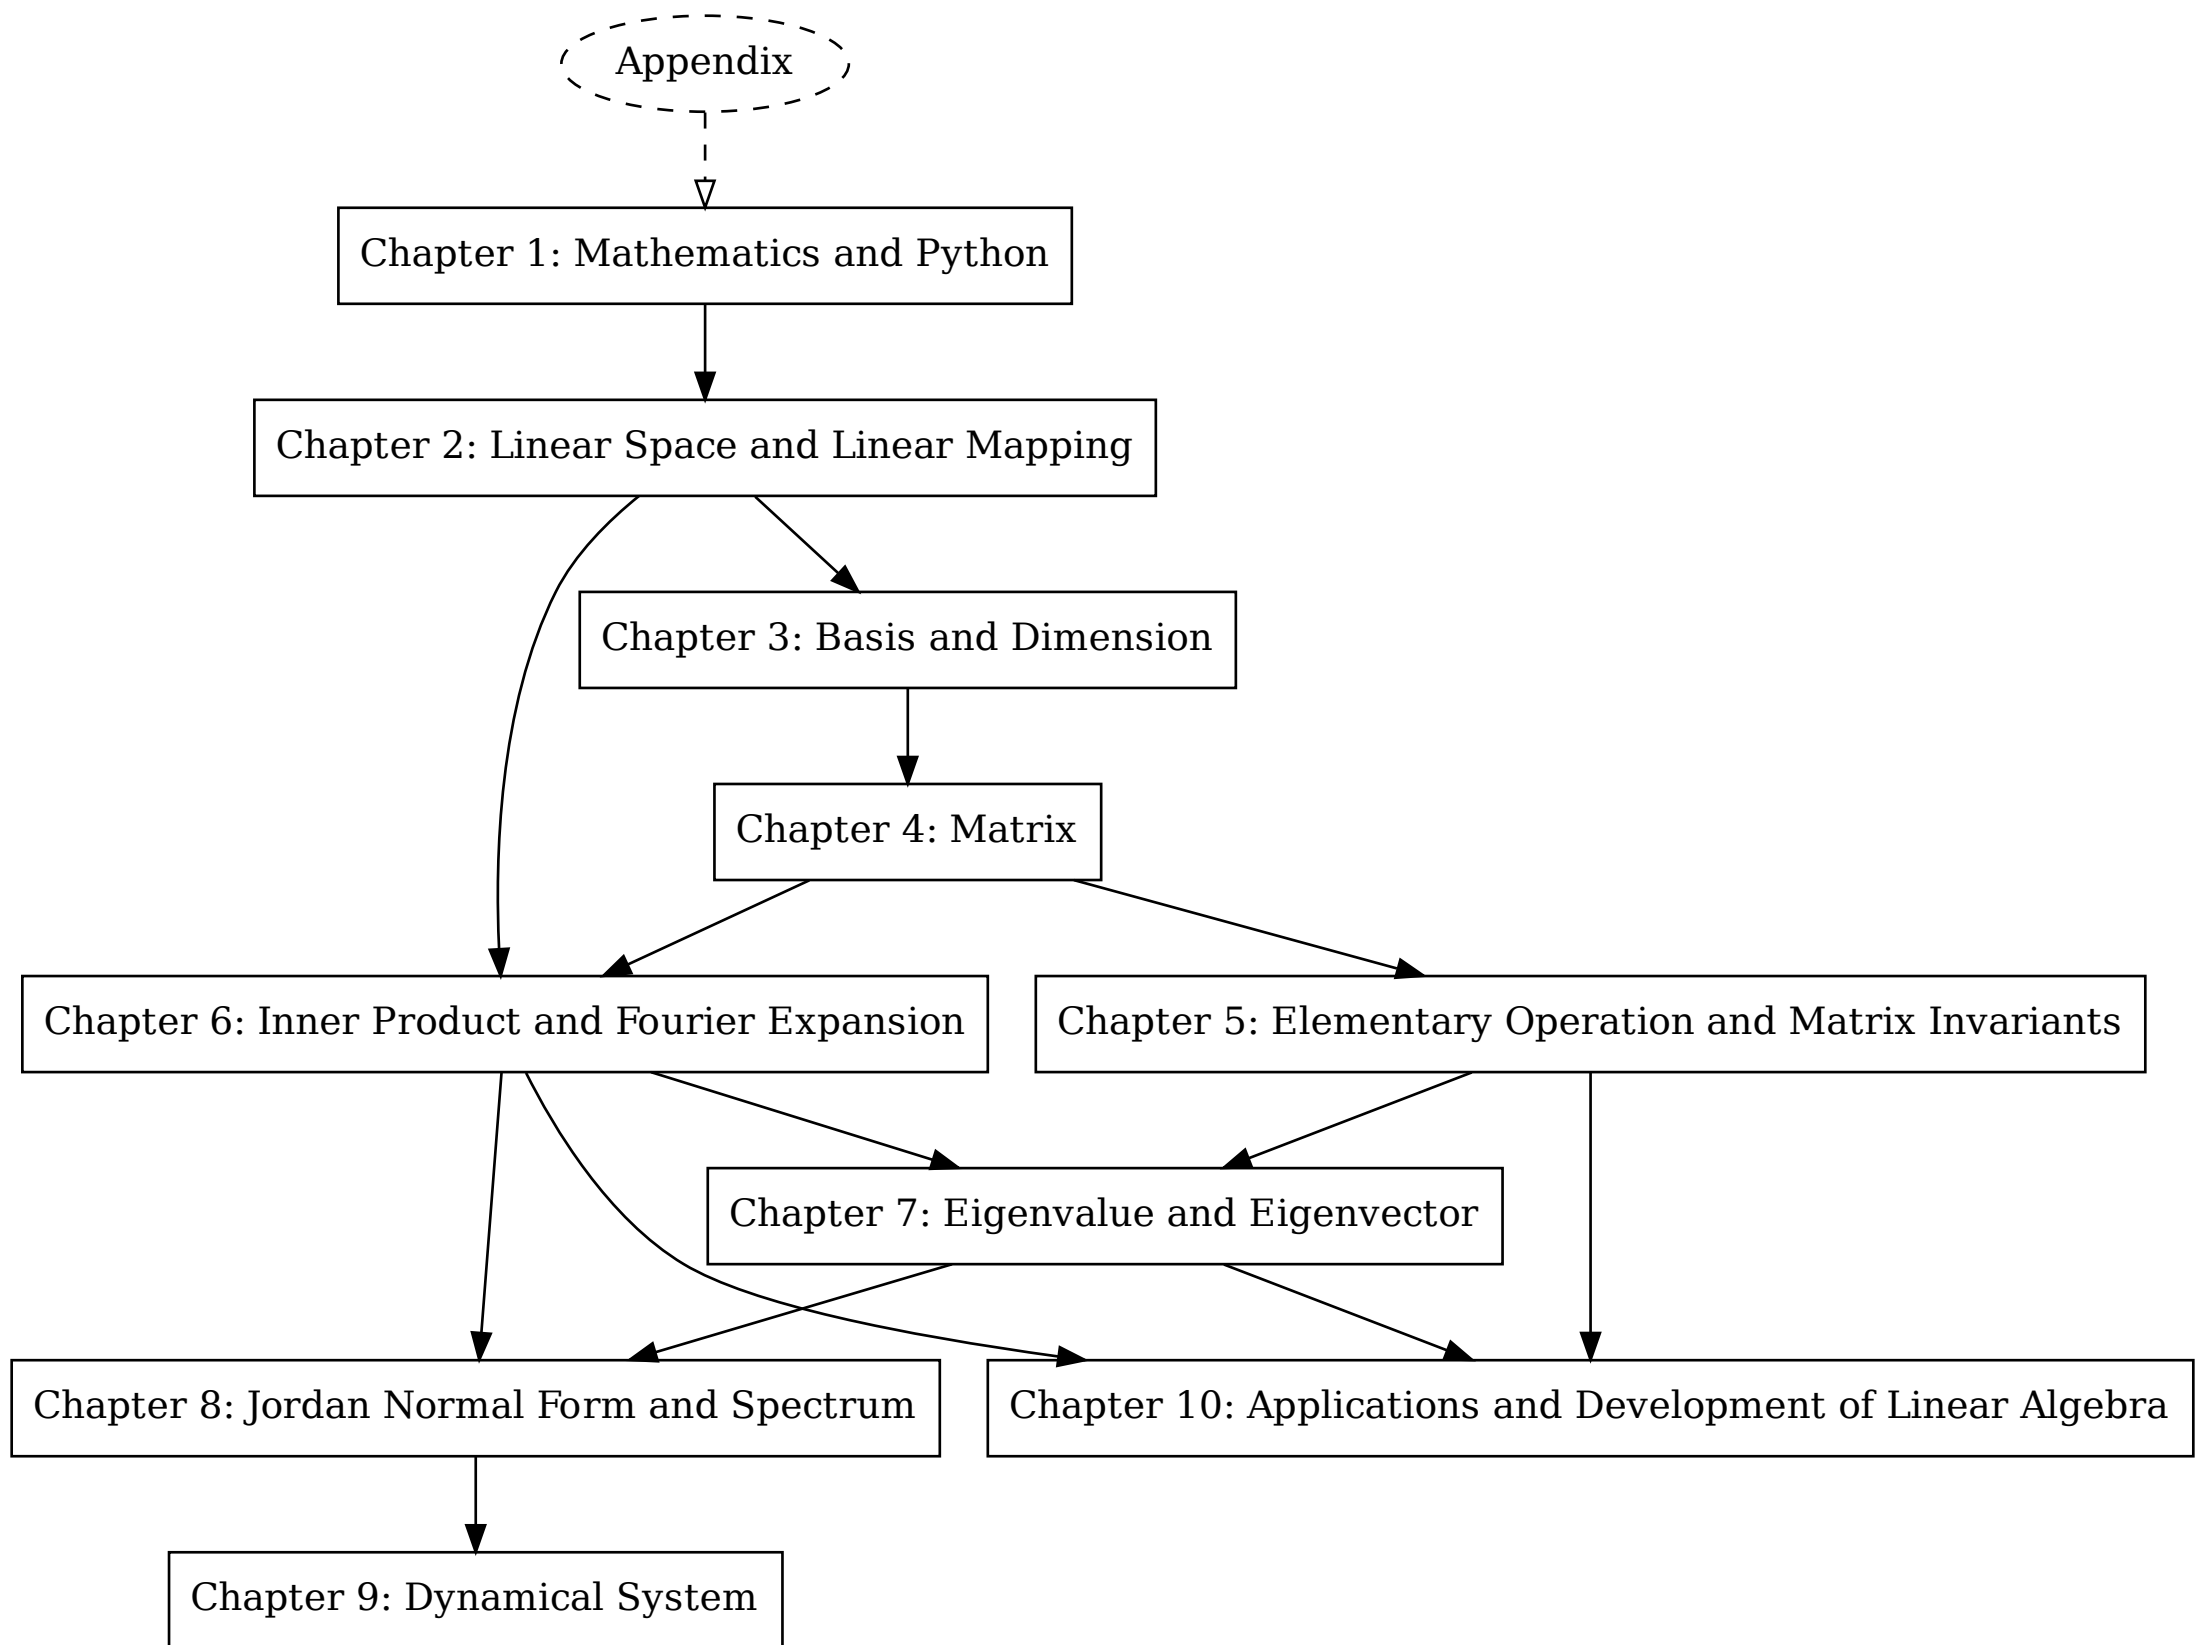 Appendix
Chapter 1: Mathematics and Python
Chapter 2: Linear Space and Linear Mapping
Chapter 3: Basis and Dimension
Chapter 4: Matrix
Chapter 6: Inner Product and Fourier Expansion
Chapter 5: Elementary Operation and Matrix Invariants
Chapter 7: Eigenvalue and Eigenvector
Chapter 8: Jordan Normal Form and Spectrum
Chapter 10: Applications and Development of Linear Algebra
Chapter 9: Dynamical System